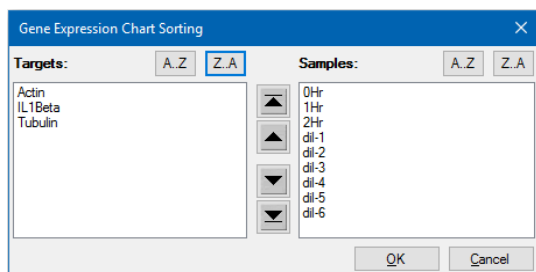 Gene Expression Chart Sorting
Targets: A..Z Z..A Samples: A..Z Z..A
Actin
IL1Beta
Tubulin
0Hr
1Hr
2Hr
dil-1
dil-2
dil-3
dil-4
dil-5
dil-6
OK Cancel